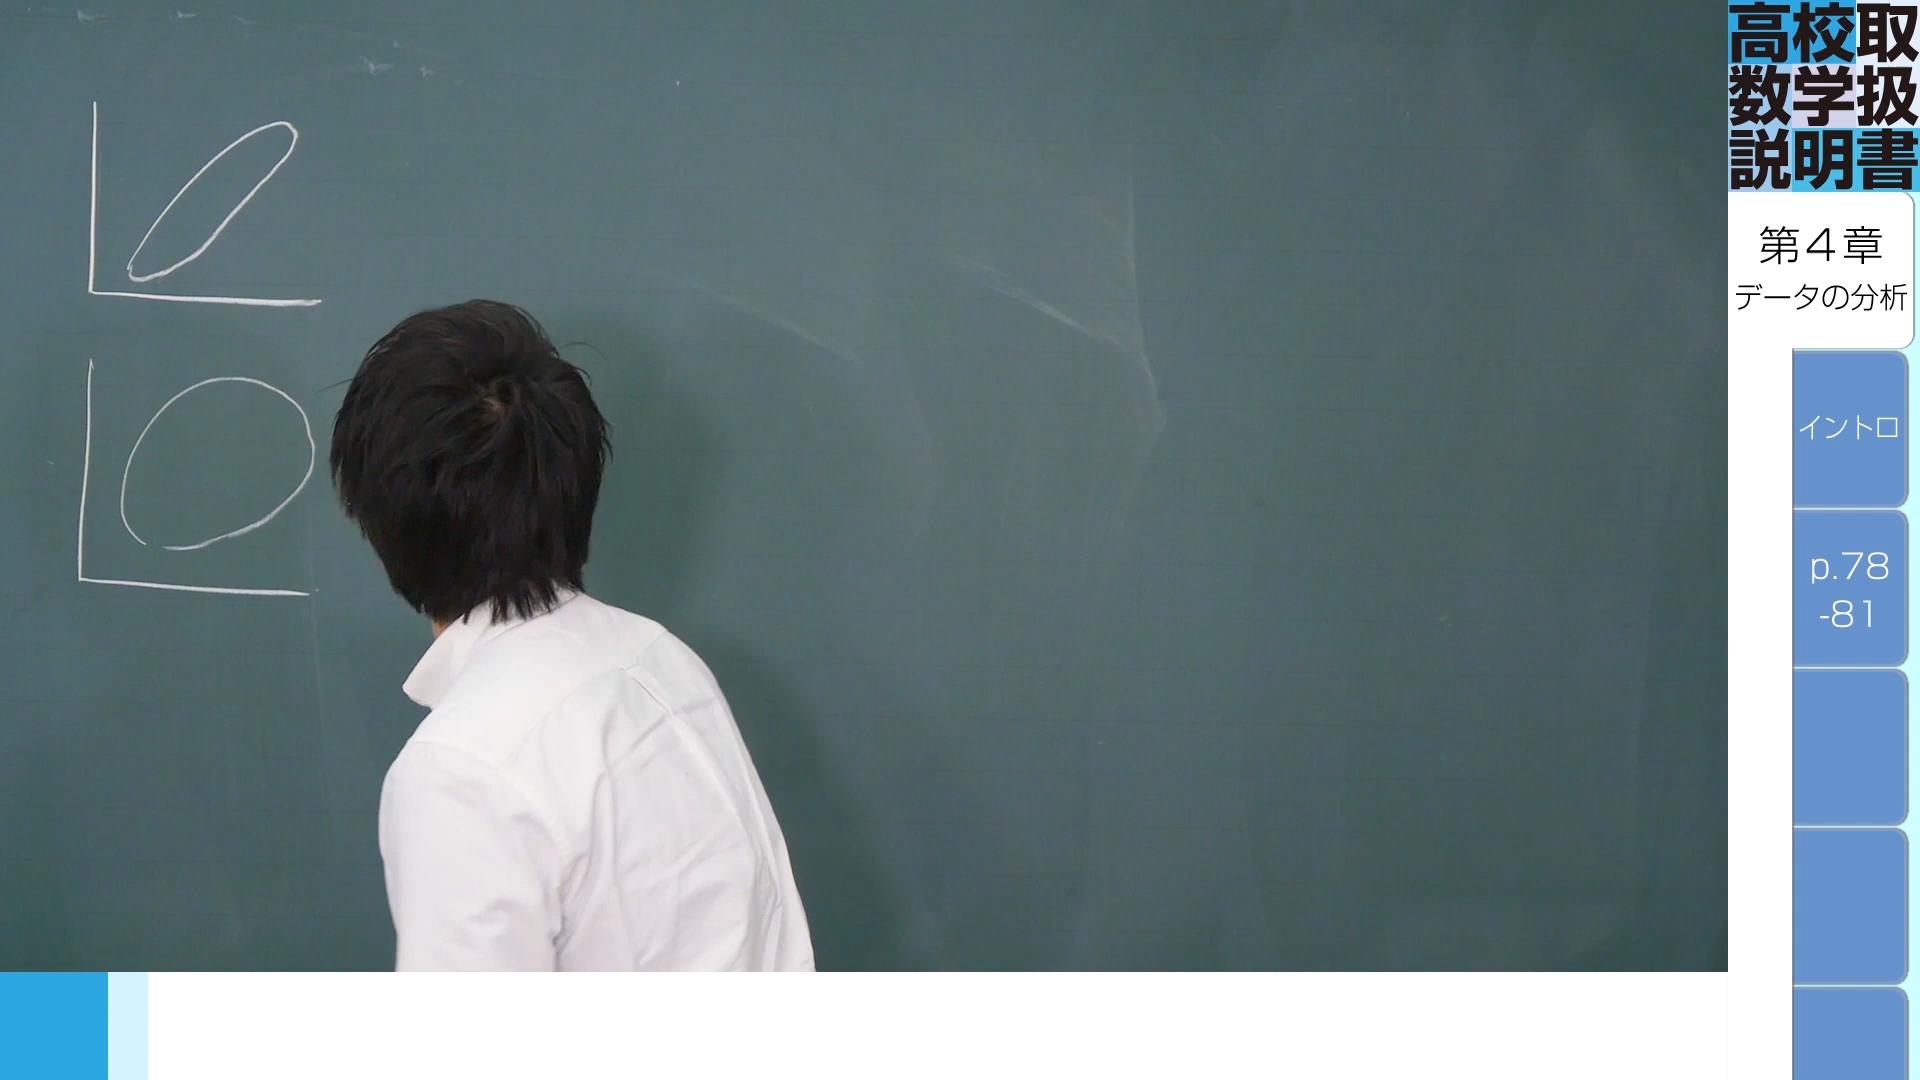 高校取
数学扱
説明書
第4章
データの分析
イントロ
p.78
-81